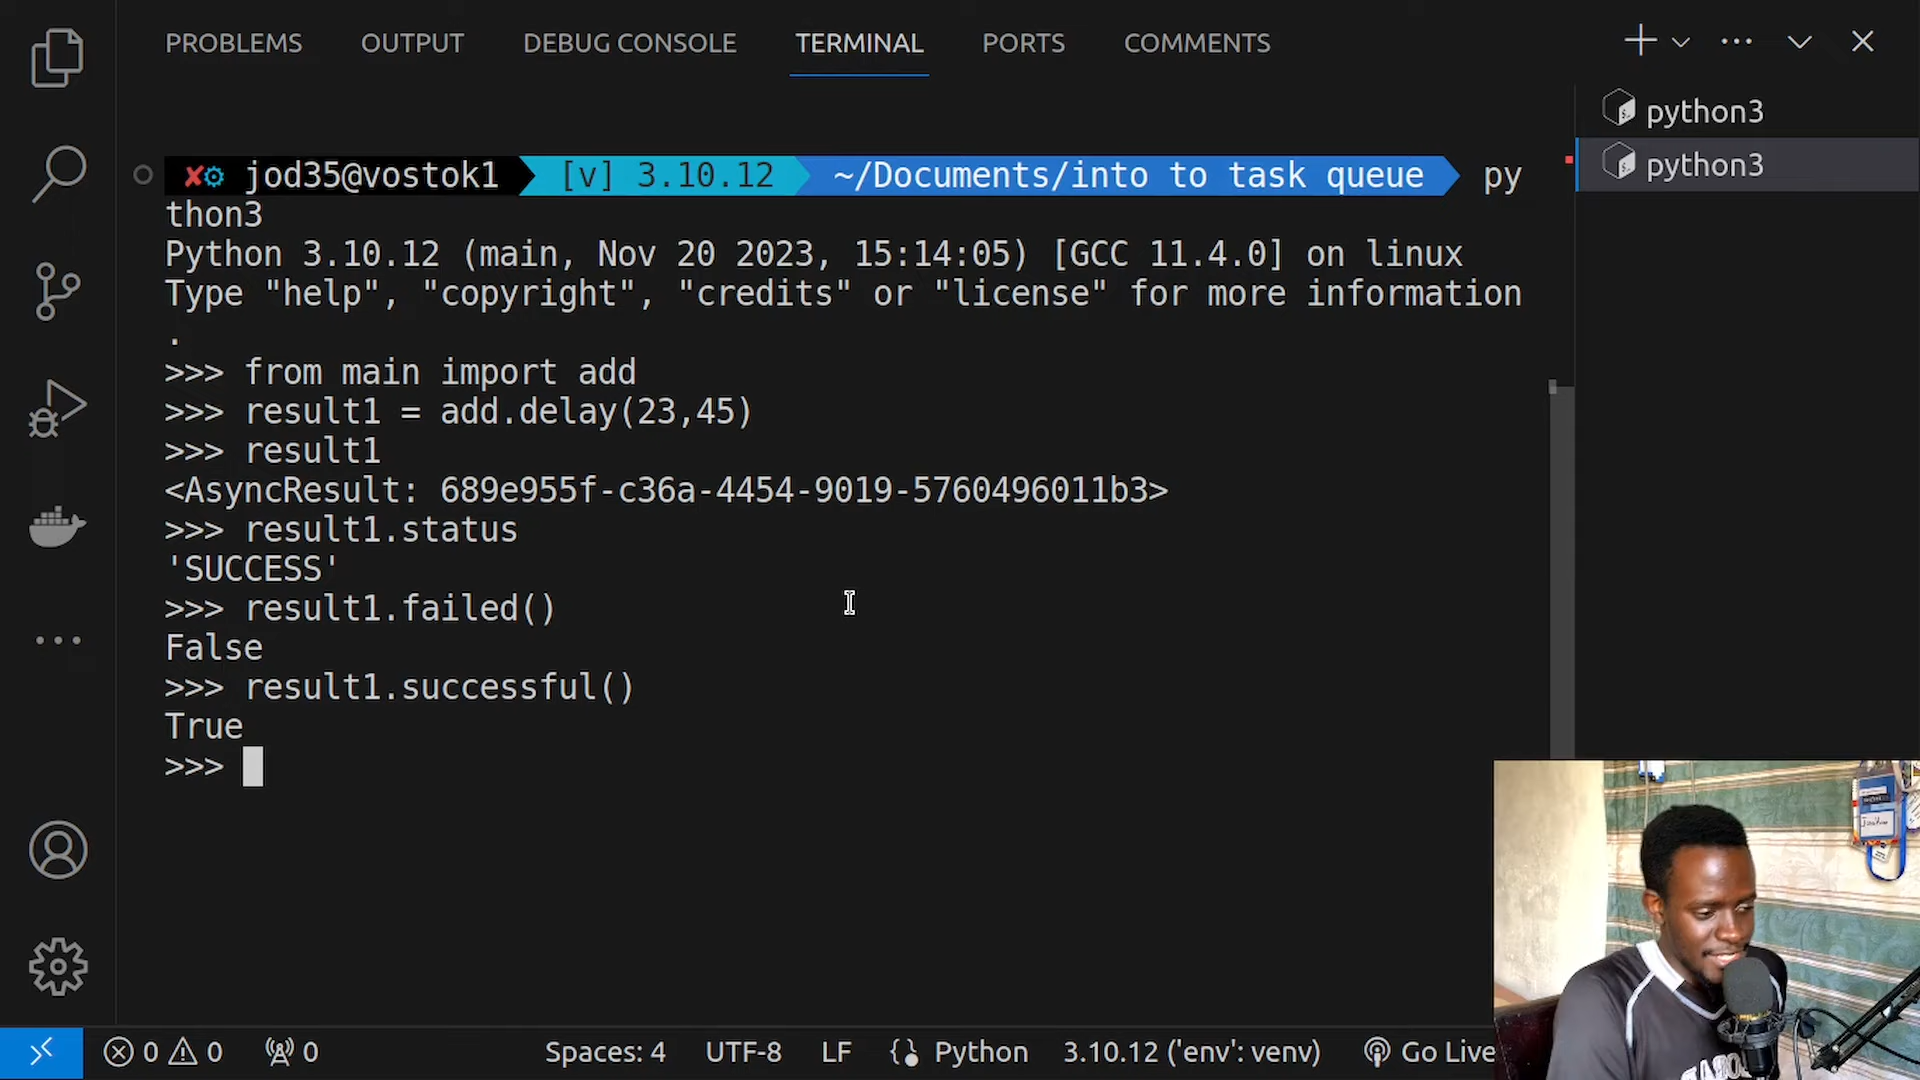 PROBLEMS OUTPUT DEBUG CONSOLE TERMINAL PORTS COMMENTS
python3
python3
jod35@vostok1 [v] 3.10.12 ~/Documents/into to task queue py
thon3
Python 3.10.12 (main, Nov 20 2023, 15:14:05) [GCC 11.4.0] on linux
Type "help", "copyright", "credits" or "license" for more information
.
>>> from main import add
>>> result1 = add.delay(23,45)
>>> result1
<AsyncResult: 689e955f-c36a-4454-9019-5760496011b3>
>>> result1.status
'SUCCESS'
>>> result1.failed()
False
>>> result1.successful()
True
>>>
0 0 0 Spaces: 4 UTF-8 LF Python 3.10.12 ('env': venv) Go Live